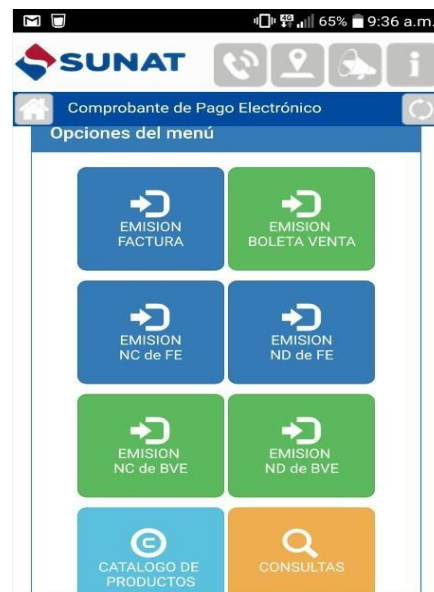 4G 65% 9:36 a.m.
SUNAT
i
Comprobante de Pago Electrónico
Opciones del menú
EMISION
FACTURA
EMISION
BOLETA VENTA
EMISION
NC de FE
EMISION
ND de FE
EMISION
NC de BVE
EMISION
ND de BVE
C
CATALOGO DE
PRODUCTOS
CONSULTAS